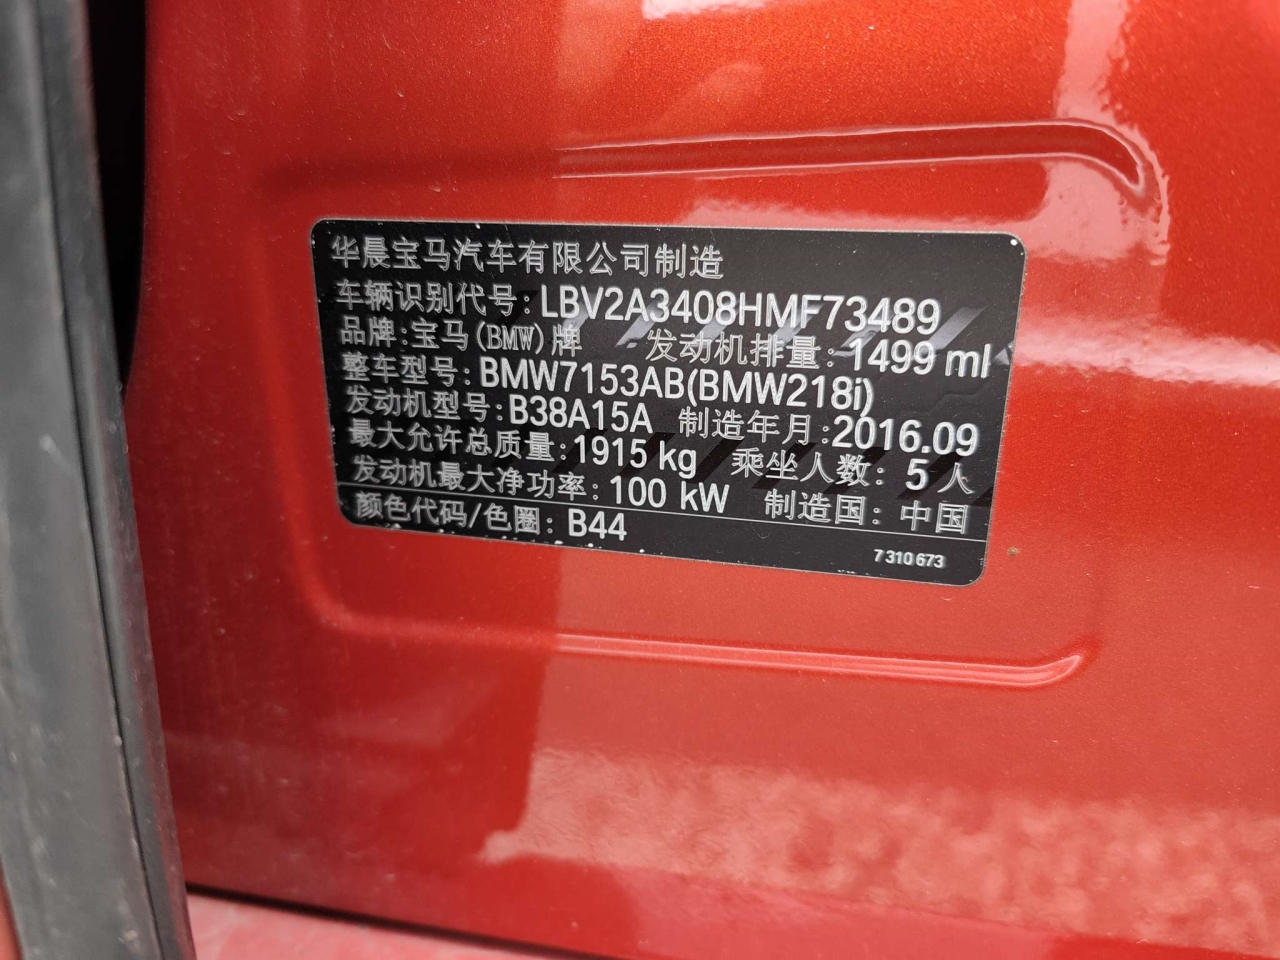 华晨宝马汽车有限公司制造
车辆识别代号: LBV2A3408HMF73489
品牌: 宝马(BMW)牌 发动机排量: 1499 ml
整车型号: BMW7153AB(BMW218i)
发动机型号: B38A15A 制造年月: 2016.09
最大允许总质量: 1915 kg 乘坐人数: 5 人
发动机最大净功率: 100 kW 制造国: 中国
颜色代码/色圈: B44
7 310 673